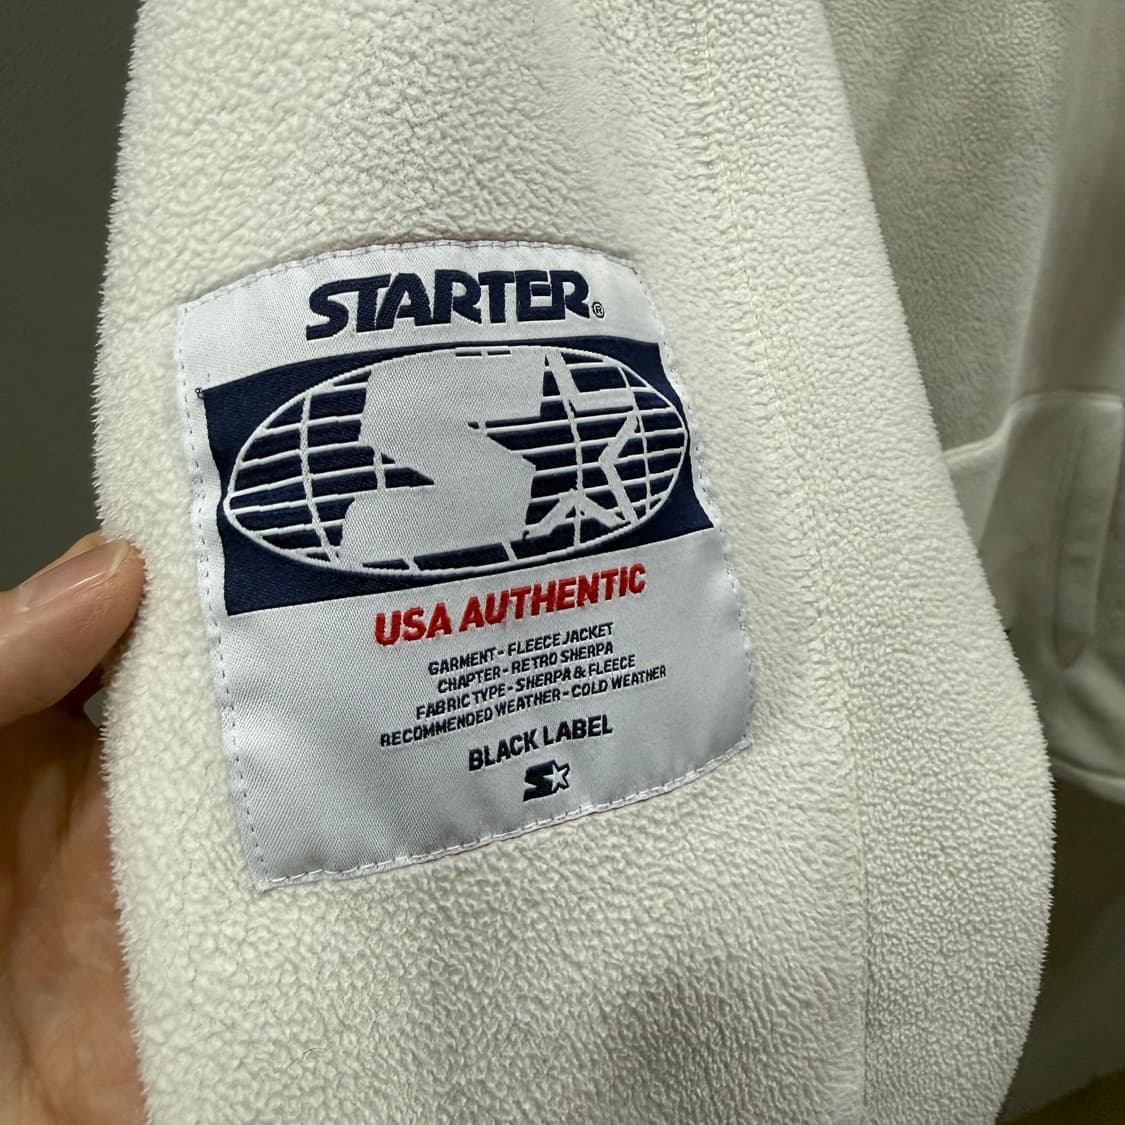 STARTER®
USA AUTHENTIC
GARMENT - FLEECE JACKET
CHAPTER - RETRO SHERPA
FABRIC TYPE - SHERPA & FLEECE
RECOMMENDED WEATHER - COLD WEATHER
BLACK LABEL